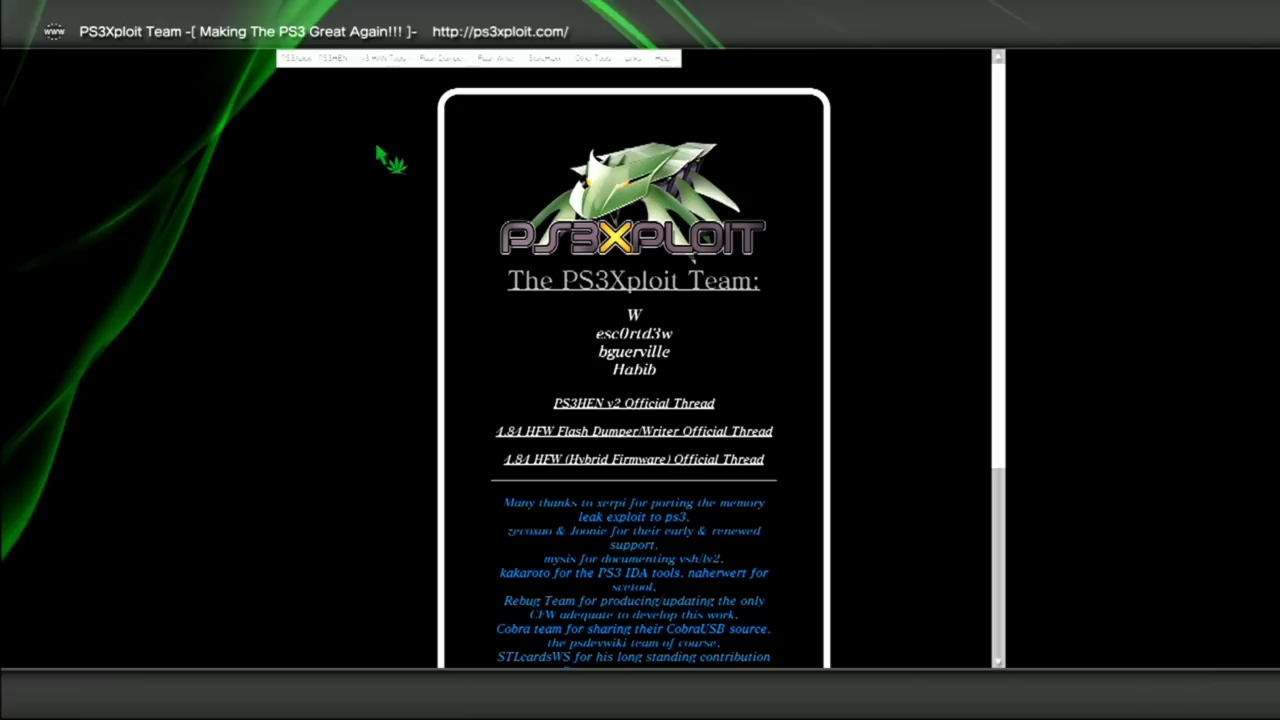 www PS3Xploit Team -[ Making The PS3 Great Again!!! ]- http://ps3xploit.com/
PS3HEN
PS3XPLOIT
The PS3Xploit Team:
W
esc0rtd3w
bguerville
Habib
PS3HEN v2 Official Thread
4.84 HFW Flash Dumper/Writer Official Thread
4.84 HFW (Hybrid Firmware) Official Thread
Many thanks to xerpi for porting the memory
leak exploit to ps3,
zecoxao & Joonie for their early & renewed
support,
mysis for documenting vsh/lv2,
kakaroto for the PS3 IDA tools, naherwert for
scetool,
Rebug Team for producing/updating the only
CFW adequate to develop this work,
Cobra team for sharing their CobraUSB source,
the psdevwiki team of course,
STLcardsWS for his long standing contribution